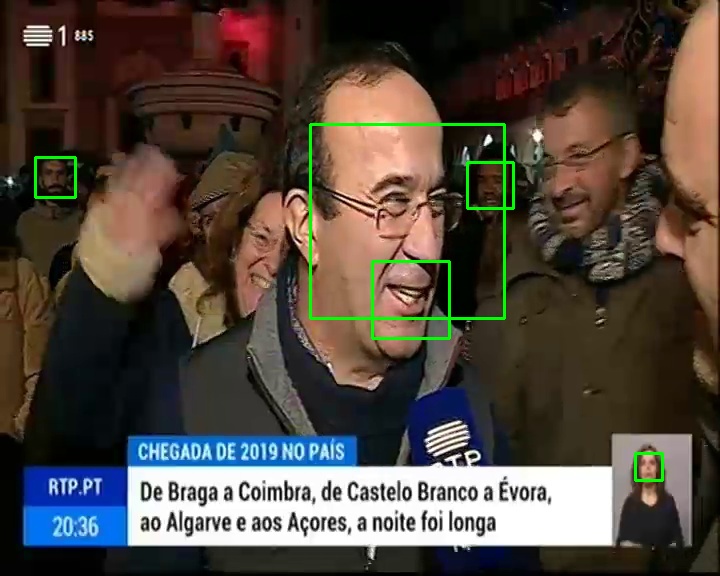 1 885
CHEGADA DE 2019 NO PAÍS
RTP.PT
De Braga a Coimbra, de Castelo Branco a Évora,
20:36
ao Algarve e aos Açores, a noite foi longa
RTP